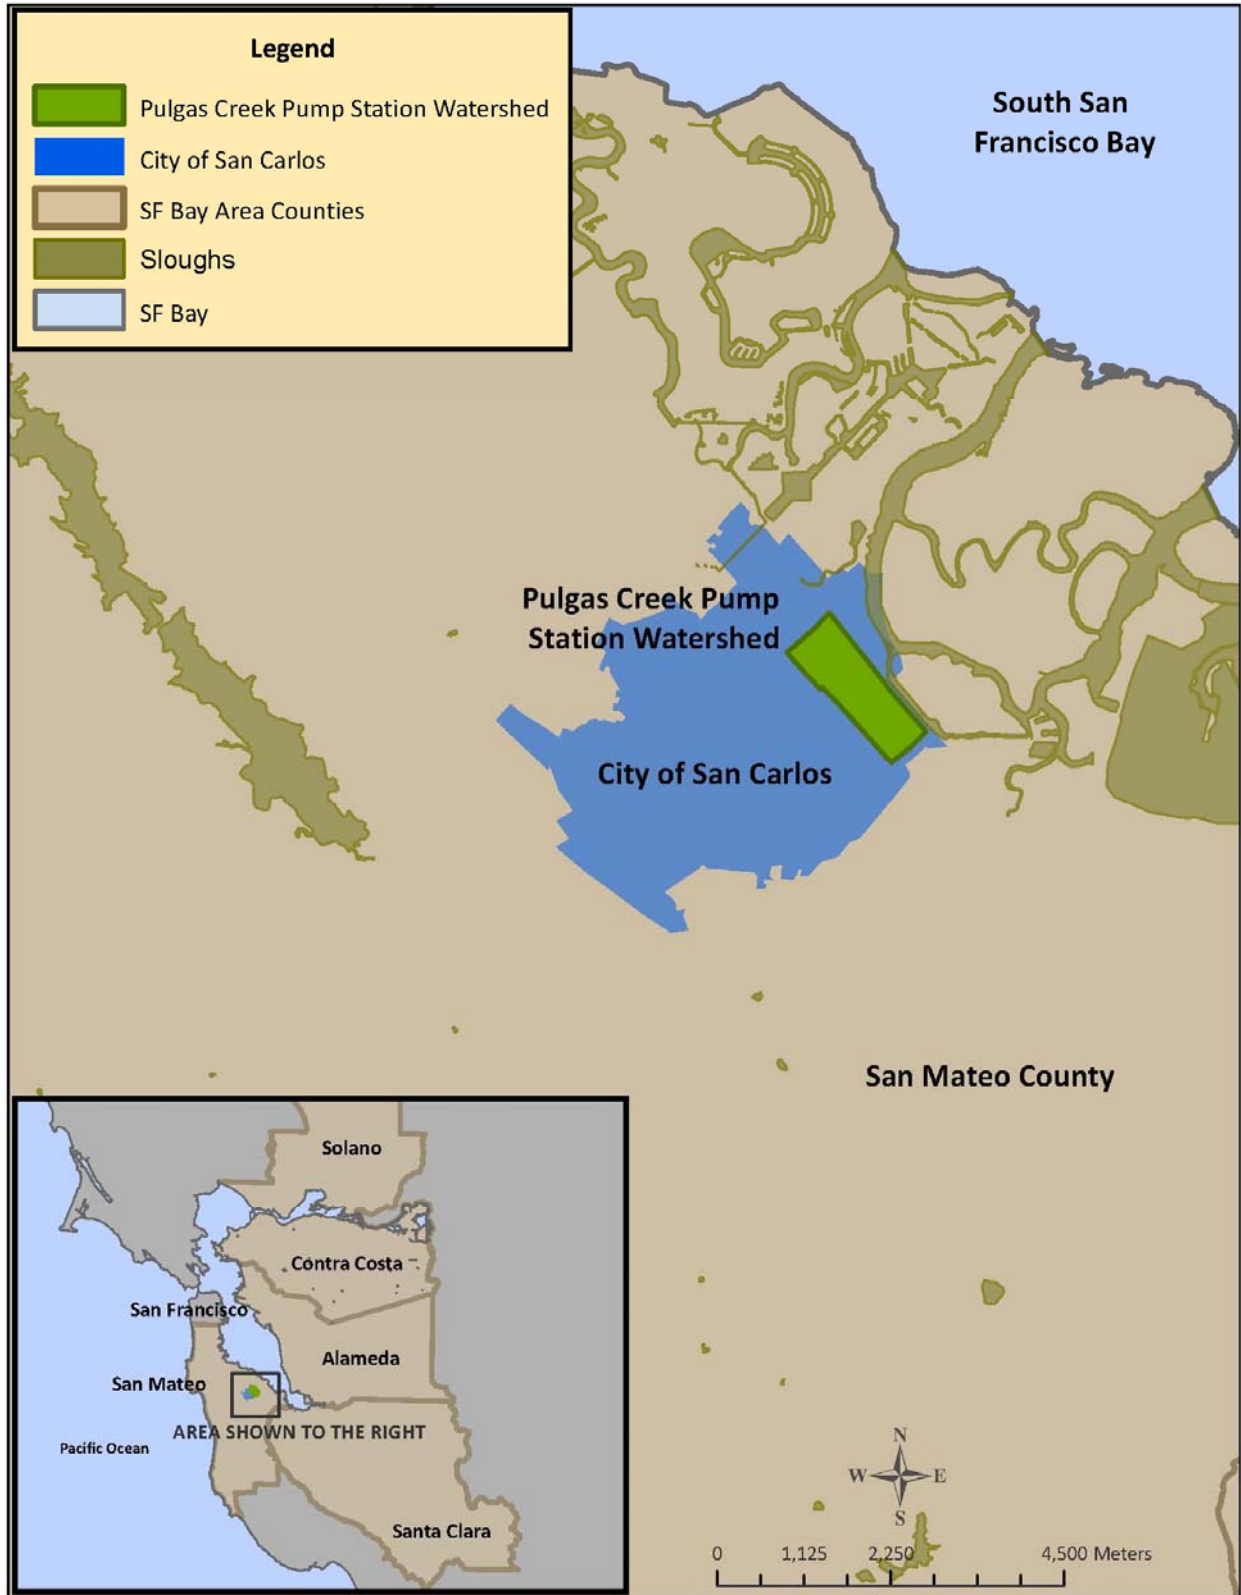 Legend
Pulgas Creek Pump Station Watershed
City of San Carlos
SF Bay Area Counties
Sloughs
SF Bay
South San
Francisco Bay
Pulgas Creek Pump
Station Watershed
City of San Carlos
San Mateo County
Solano
Contra Costa
San Francisco
Alameda
San Mateo
AREA SHOWN TO THE RIGHT
Pacific Ocean
Santa Clara
N
W E
S
0 1,125 2,250 4,500 Meters